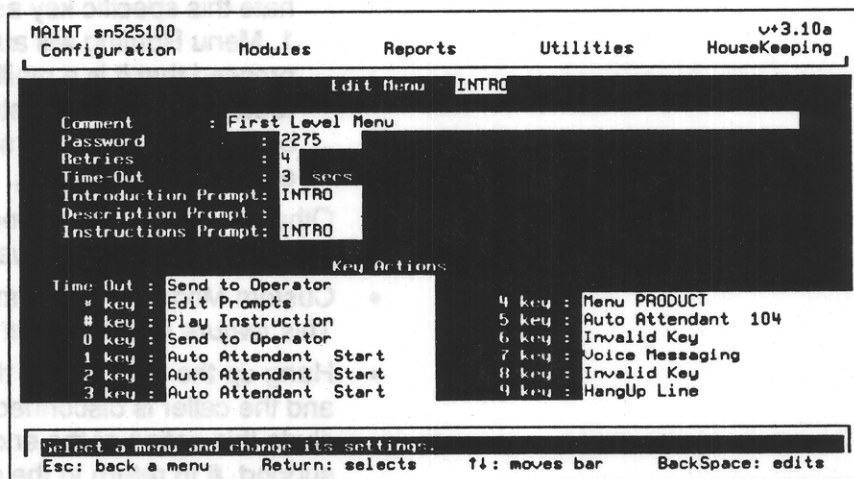 MAINT sn525100 v+3.10a
Configuration Modules Reports Utilities HouseKeeping
Edit Menu - INTRO
Comment : First Level Menu
Password : 2275
Retries : 4
Time-Out : 3 secs
Introduction Prompt: INTRO
Description Prompt :
Instructions Prompt: INTRO
Key Actions
Time Out : Send to Operator
* key : Edit Prompts
# key : Play Instruction
0 key : Send to Operator
1 key : Auto Attendant Start
2 key : Auto Attendant Start
3 key : Auto Attendant Start
4 key : Menu PRODUCT
5 key : Auto Attendant 104
6 key : Invalid Key
7 key : Voice Messaging
8 key : Invalid Key
9 key : HangUp Line
Select a menu and change its settings.
Esc: back a menu Return: selects ↑↓: moves bar BackSpace: edits